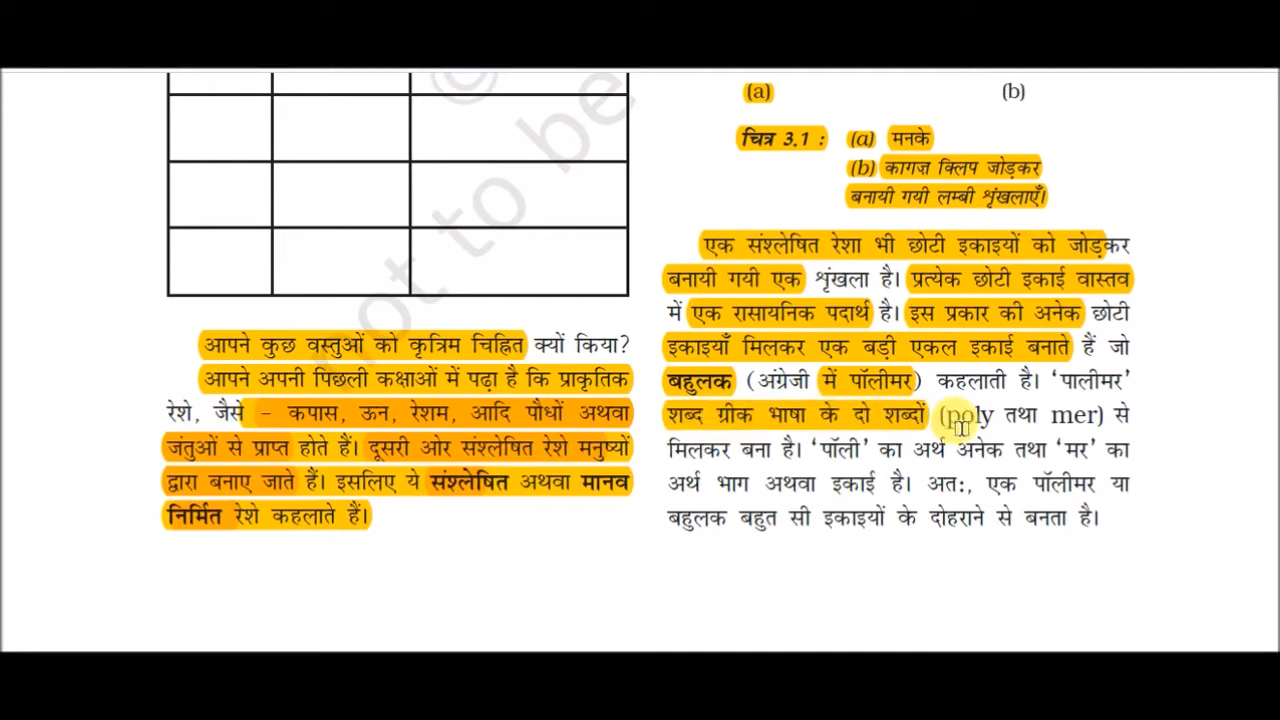 ©
not to be
आपने कुछ वस्तुओं को कृत्रिम चिह्नित क्यों किया?
आपने अपनी पिछली कक्षाओं में पढ़ा है कि प्राकृतिक
रेशे, जैसे – कपास, ऊन, रेशम, आदि पौधों अथवा
जंतुओं से प्राप्त होते हैं। दूसरी ओर संश्लेषित रेशे मनुष्यों
द्वारा बनाए जाते हैं। इसलिए ये संश्लेषित अथवा मानव
निर्मित रेशे कहलाते हैं।
(a) (b)
चित्र 3.1 : (a) मनके
(b) कागज़ क्लिप जोड़कर
बनायी गयी लम्बी शृंखलाएँ।
एक संश्लेषित रेशा भी छोटी इकाइयों को जोड़कर
बनायी गयी एक शृंखला है। प्रत्येक छोटी इकाई वास्तव
में एक रासायनिक पदार्थ है। इस प्रकार की अनेक छोटी
इकाइयाँ मिलकर एक बड़ी एकल इकाई बनाते हैं जो
बहुलक (अंग्रेजी में पॉलीमर) कहलाती है। ‘पालीमर’
शब्द ग्रीक भाषा के दो शब्दों (poly तथा mer) से
मिलकर बना है। ‘पॉली’ का अर्थ अनेक तथा ‘मर’ का
अर्थ भाग अथवा इकाई है। अतः, एक पॉलीमर या
बहुलक बहुत सी इकाइयों के दोहराने से बनता है।